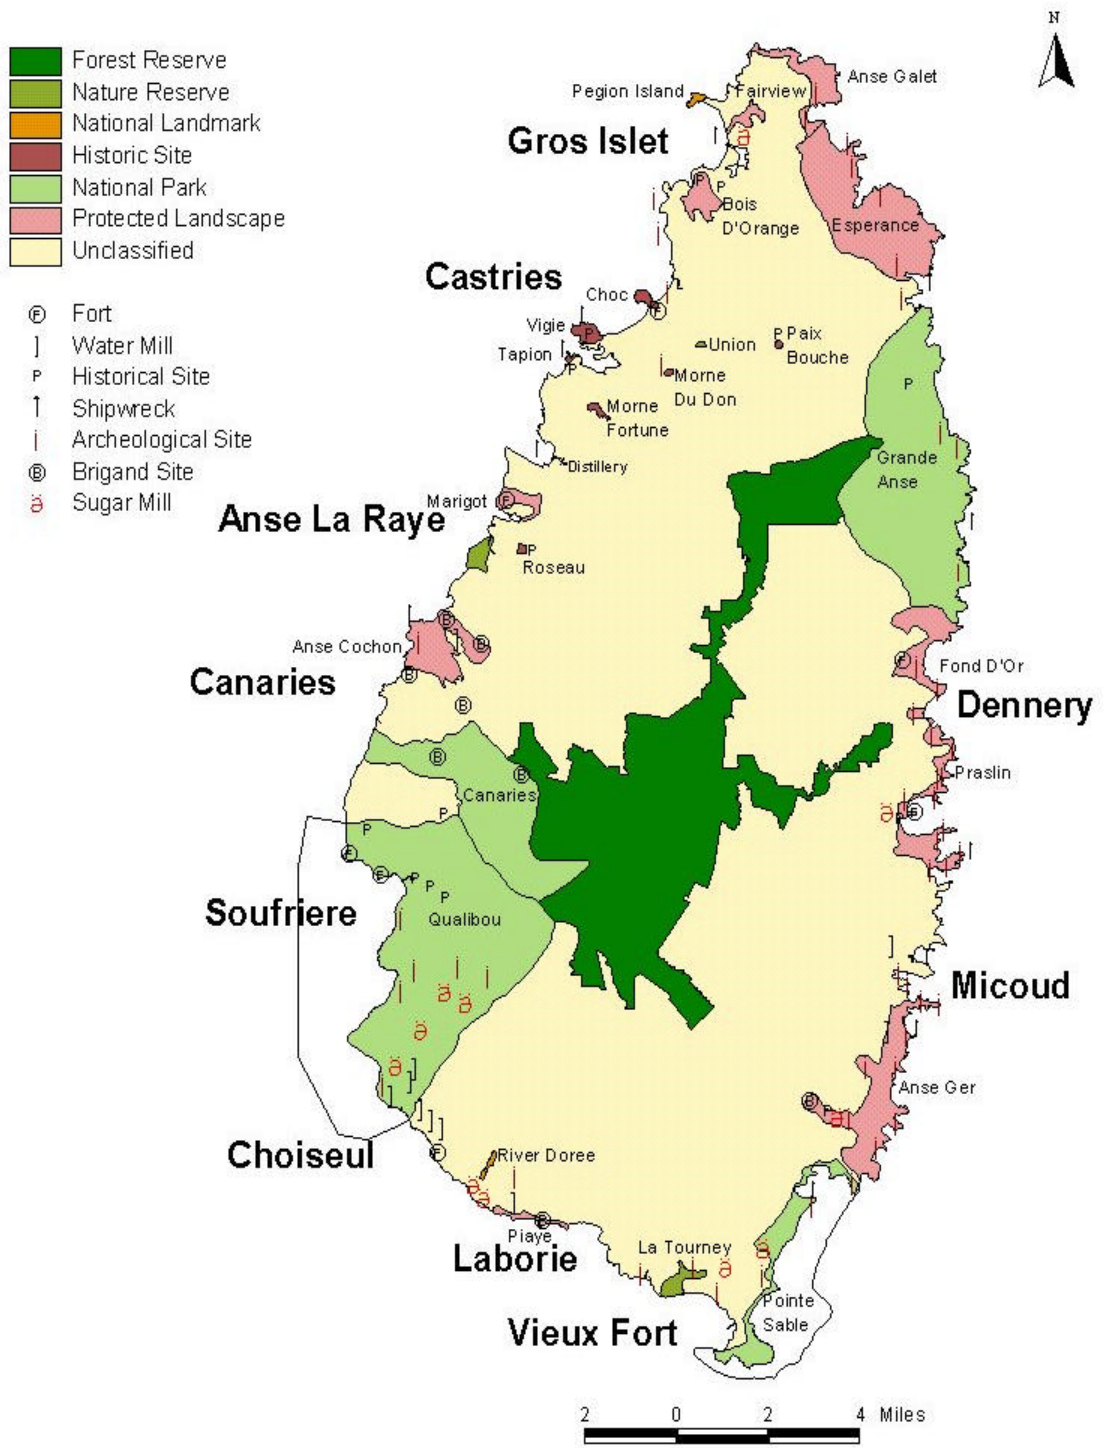 N
Forest Reserve
Nature Reserve
National Landmark
Historic Site
National Park
Protected Landscape
Unclassified
F Fort
Water Mill
P Historical Site
Shipwreck
Archeological Site
B Brigand Site
Sugar Mill
Anse Galet
Pegion Island
Fairview
Gros Islet
Bois
D'Orange
Esperance
Castries
Choc
Vigie
Tapion
Union
Paix
Bouche
Morne
Du Don
Morne
Fortune
Distillery
Grande
Anse
Marigot
Anse La Raye
Roseau
Anse Cochon
Canaries
Fond D'Or
Dennery
Canaries
Praslin
Soufriere
Qualibou
Micoud
Anse Ger
Choiseul
River Doree
Piaye
Laborie
La Tourney
Pointe
Sable
Vieux Fort
2 0 2 4 Miles